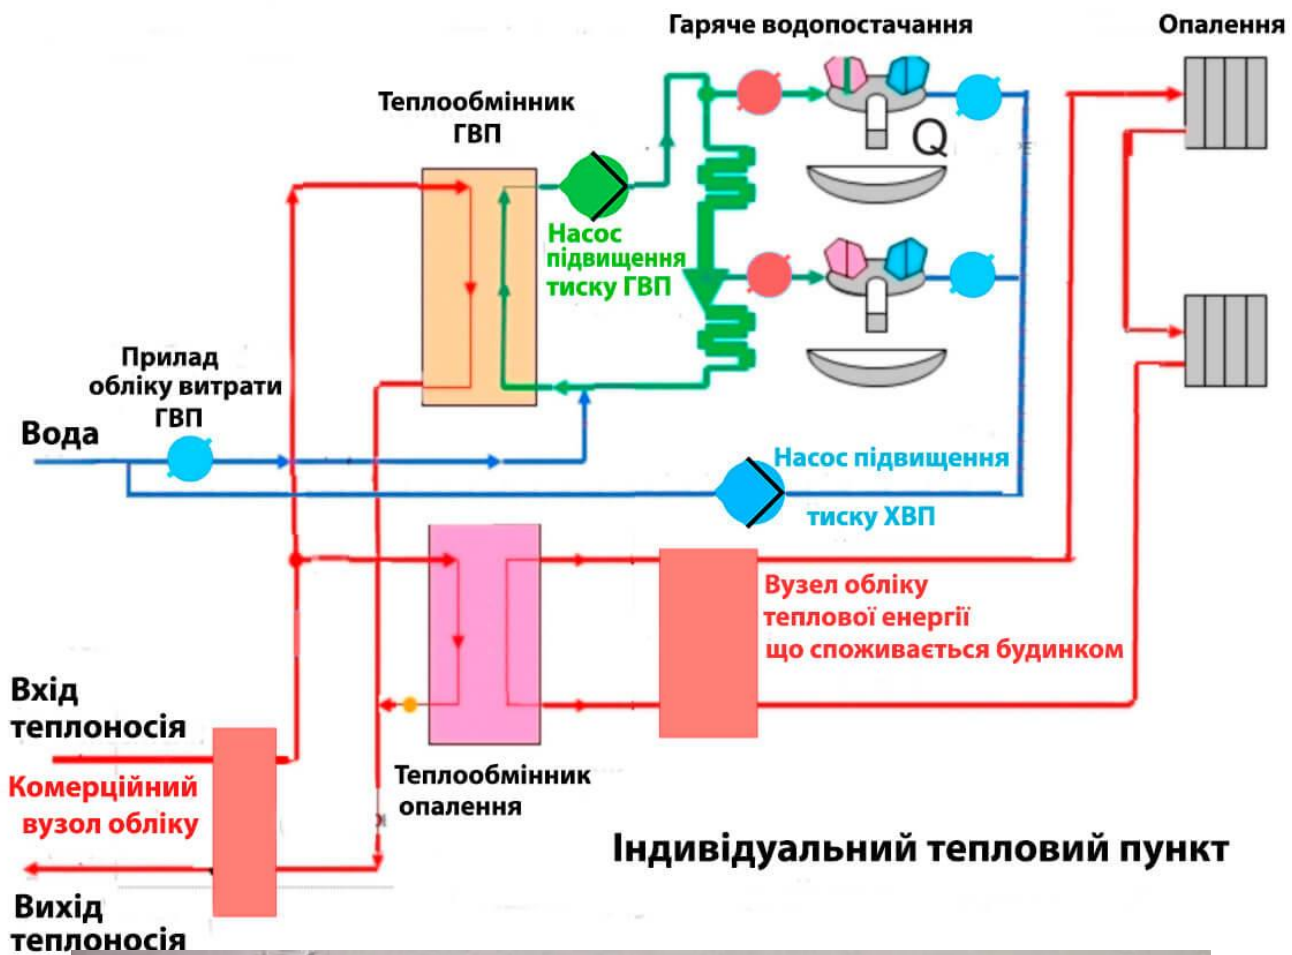 Гаряче водопостачання
Опалення
Теплообмінник
ГВП
Q
Насос
підвищення
тиску ГВП
Прилад
обліку витрати
ГВП
Вода
Насос підвищення
тиску ХВП
Вузел обліку
теплової енергії
що споживається будинком
Вхід
теплоносія
Комерційний
вузол обліку
Теплообмінник
опалення
Індивідуальний тепловий пункт
Вихід
теплоносія